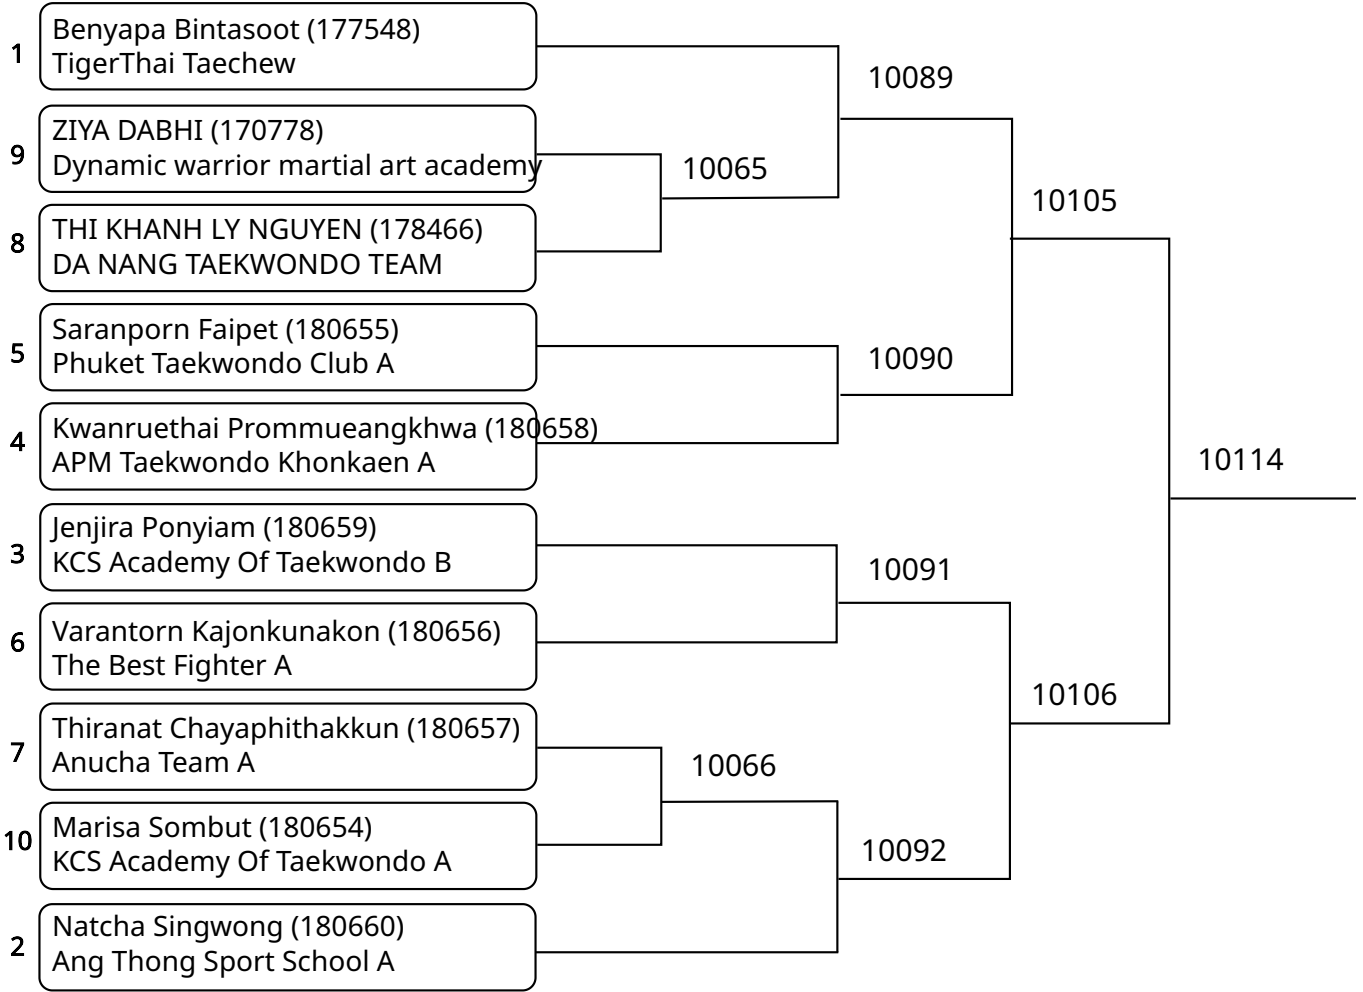 1
Benyapa Bintasoot (177548)
TigerThai Taechew
10089
9
ZIYA DABHI (170778)
Dynamic warrior martial art academy
10065
8
THI KHANH LY NGUYEN (178466)
DA NANG TAEKWONDO TEAM
10105
5
Saranporn Faipet (180655)
Phuket Taekwondo Club A
10090
4
Kwanruethai Prommueangkhwa (180658)
APM Taekwondo Khonkaen A
10114
3
Jenjira Ponyiam (180659)
KCS Academy Of Taekwondo B
10091
6
Varantorn Kajonkunakon (180656)
The Best Fighter A
10106
7
Thiranat Chayaphithakkun (180657)
Anucha Team A
10066
10
Marisa Sombut (180654)
KCS Academy Of Taekwondo A
10092
2
Natcha Singwong (180660)
Ang Thong Sport School A